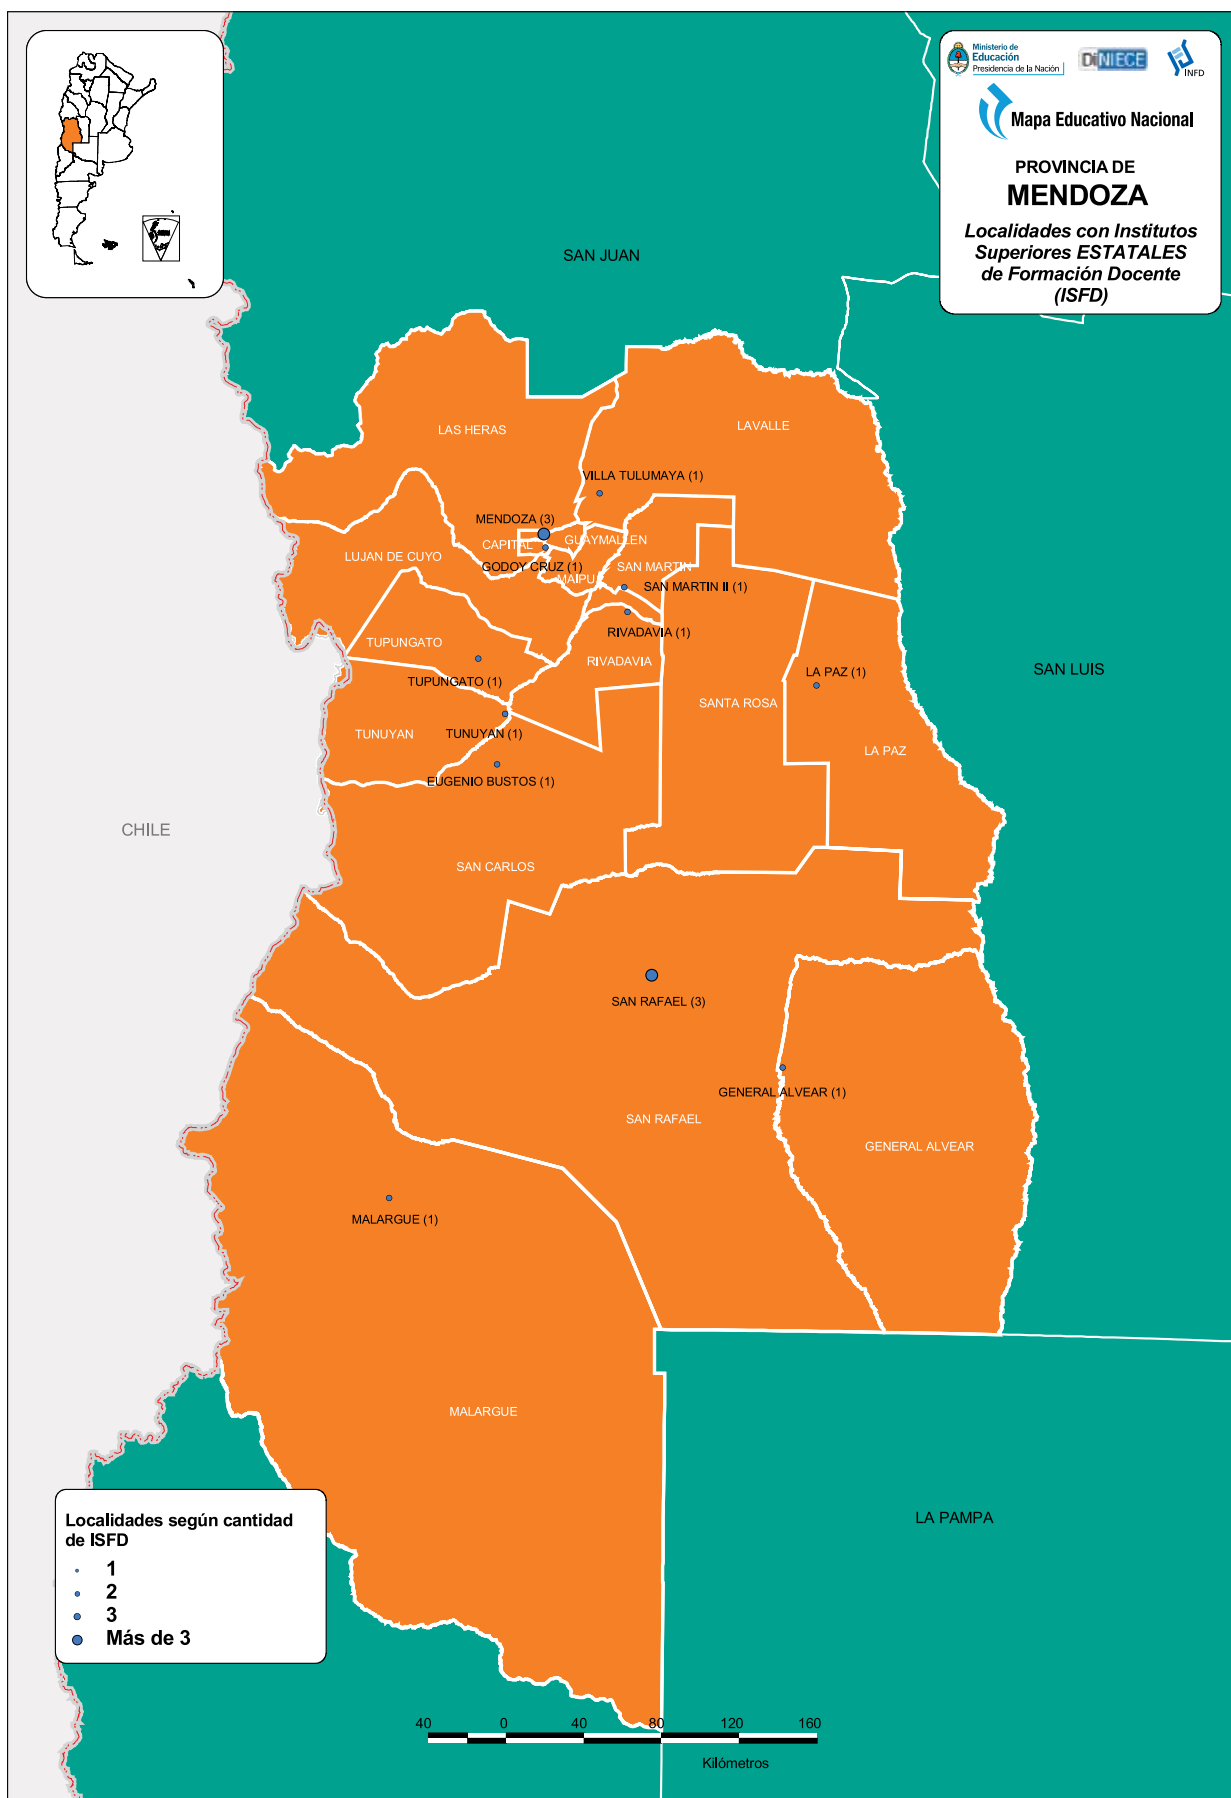 Ministerio de
Educación
Presidencia de la Nación
DiNIECE
INFD
Mapa Educativo Nacional
PROVINCIA DE
MENDOZA
Localidades con Institutos
Superiores ESTATALES
de Formación Docente
(ISFD)
SAN JUAN
LAS HERAS
LAVALLE
VILLA TULUMAYA (1)
MENDOZA (3)
CAPITAL
GUAYMALLEN
LUJAN DE CUYO
GODOY CRUZ (1)
SAN MARTIN
MAIPU
SAN MARTIN II (1)
RIVADAVIA (1)
TUPUNGATO
RIVADAVIA
SAN LUIS
LA PAZ (1)
TUPUNGATO (1)
SANTA ROSA
TUNUYAN
TUNUYAN (1)
LA PAZ
EUGENIO BUSTOS (1)
CHILE
SAN CARLOS
SAN RAFAEL (3)
GENERAL ALVEAR (1)
SAN RAFAEL
GENERAL ALVEAR
MALARGUE (1)
MALARGUE
LA PAMPA
Localidades según cantidad
de ISFD
1
2
3
Más de 3
40 0 40 80 120 160
Kilómetros